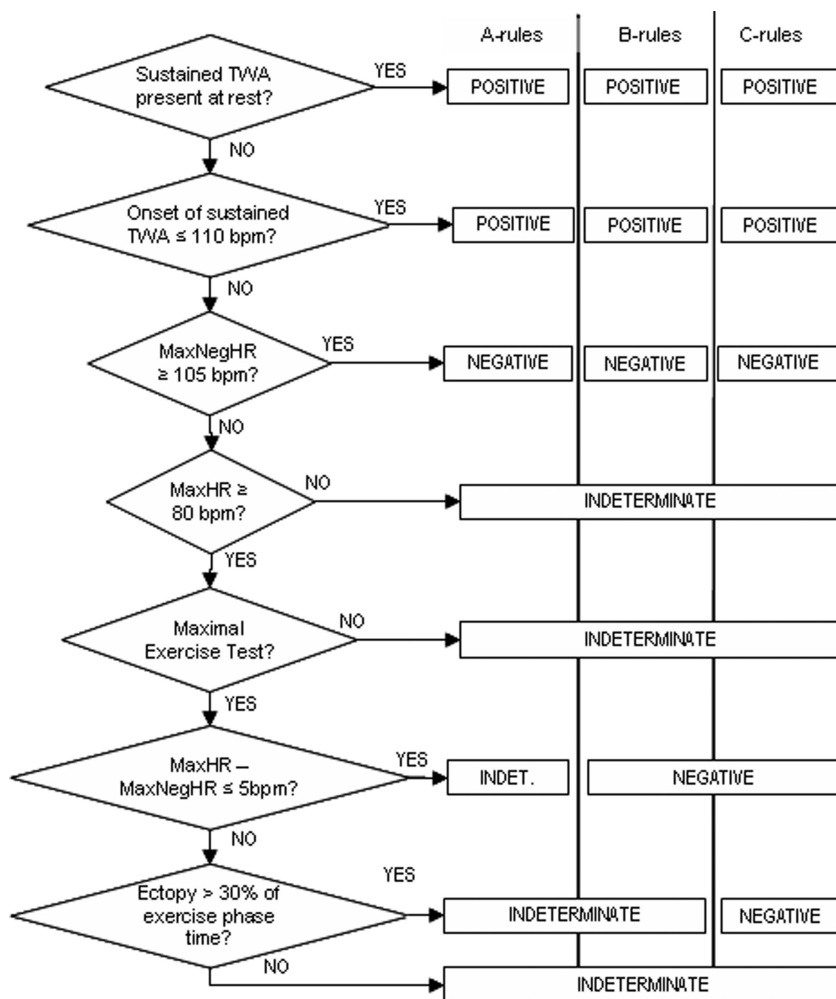 A-rules B-rules C-rules
Sustained TWA
present at rest?
YES
POSITIVE POSITIVE POSITIVE
NO
Onset of sustained
TWA ≤ 110 bpm?
YES
POSITIVE POSITIVE POSITIVE
NO
MaxNegHR
≥ 105 bpm?
YES
NEGATIVE NEGATIVE NEGATIVE
NO
MaxHR ≥
80 bpm?
NO
INDETERMINATE
YES
Maximal
Exercise Test?
NO
INDETERMINATE
YES
MaxHR –
MaxNegHR ≤ 5bpm?
YES
INDET. NEGATIVE
NO
Ectopy > 30% of
exercise phase
time?
YES
INDETERMINATE NEGATIVE
NO
INDETERMINATE